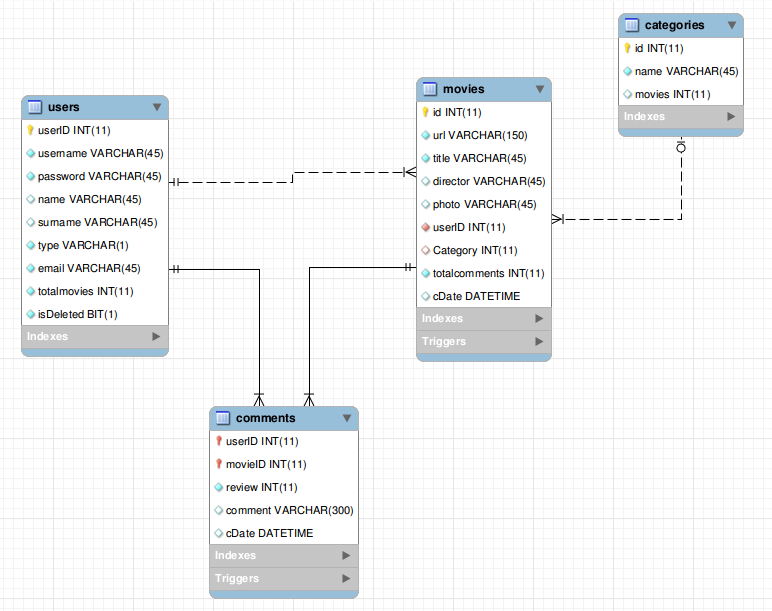 categories
id INT(11)
name VARCHAR(45)
movies INT(11)
Indexes
movies
id INT(11)
url VARCHAR(150)
title VARCHAR(45)
director VARCHAR(45)
photo VARCHAR(45)
userID INT(11)
Category INT(11)
totalcomments INT(11)
cDate DATETIME
Indexes
Triggers
users
userID INT(11)
username VARCHAR(45)
password VARCHAR(45)
name VARCHAR(45)
surname VARCHAR(45)
type VARCHAR(1)
email VARCHAR(45)
totalmovies INT(11)
isDeleted BIT(1)
Indexes
comments
userID INT(11)
movieID INT(11)
review INT(11)
comment VARCHAR(300)
cDate DATETIME
Indexes
Triggers